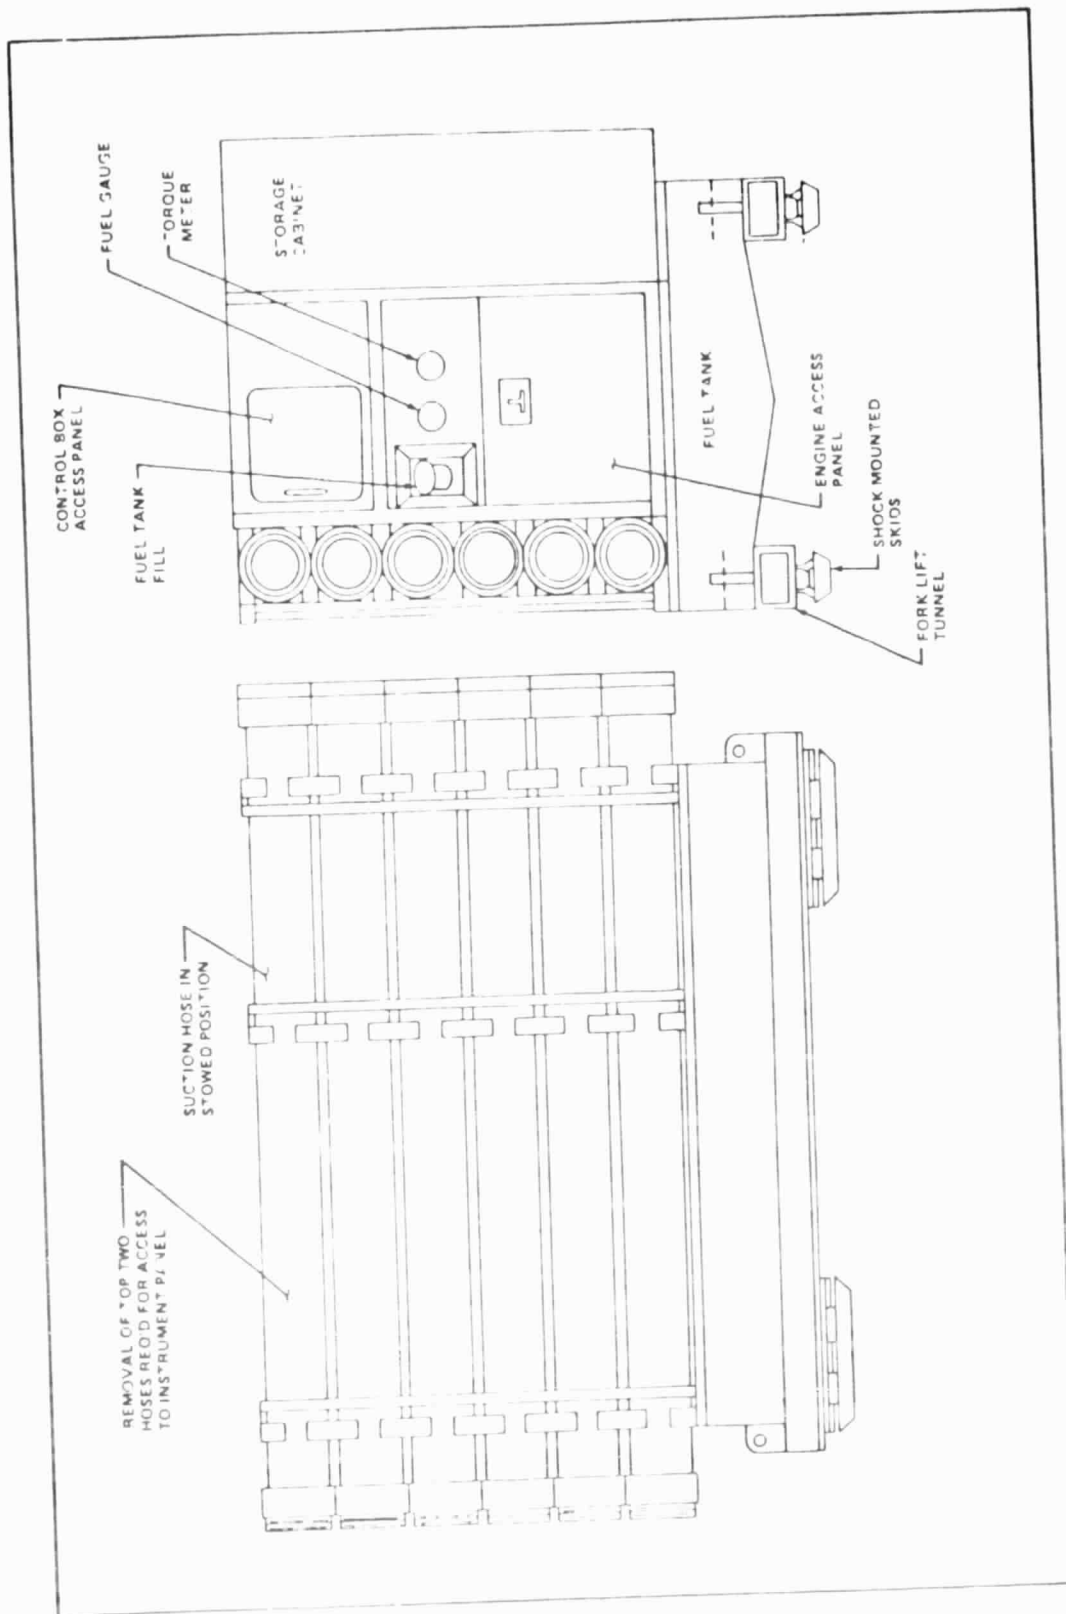 REMOVAL OF TOP TWO
HOSES REQ'D FOR ACCESS
TO INSTRUMENT PANEL
SUCTION HOSE IN
STOWED POSITION
CONTROL BOX
ACCESS PANEL
FUEL TANK
FILL
FUEL GAUGE
TORQUE
METER
STORAGE
CABINET
FUEL TANK
ENGINE ACCESS
PANEL
SHOCK MOUNTED
SKIDS
FORK LIFT
TUNNEL